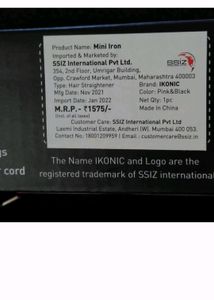 Product Name: Mini Iron
Imported & Marketed by:
SSIZ International Pvt Ltd.
354, 2nd Floor, Unnrigar Building,
Opp. Crawford Market, Mumbai, Maharashtra 400003
Type: Hair Straightener Brand: IKONIC
Mfg Date: Nov 2021 Color: Pink&Black
Import Date: Jan 2022 Net Qty: 1pc
M.R.P.- ₹1575/- Made In China
(Incl. of all taxes)
Customer Care: SSIZ International Pvt Ltd
Laxmi Industrial Estate, Andheri (W), Mumbai 400 053.
Contact No.: 18001209959 | Email - customercare@ssiz.in
The Name IKONIC and Logo are the
cord registered trademark of SSIZ international